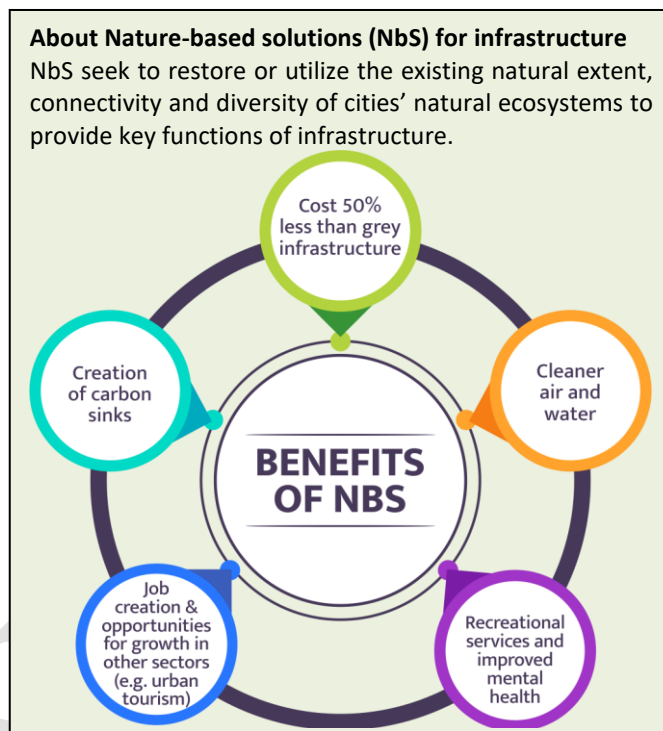 About Nature-based solutions (NbS) for infrastructure
NbS seek to restore or utilize the existing natural extent,
connectivity and diversity of cities’ natural ecosystems to
provide key functions of infrastructure.
Cost 50%
less than grey
infrastructure
Creation
of carbon
sinks
Cleaner
air and
water
BENEFITS
OF NBS
Job
creation &
opportunities
for growth in
other sectors
(e.g. urban
tourism)
Recreational
services and
improved
mental
health